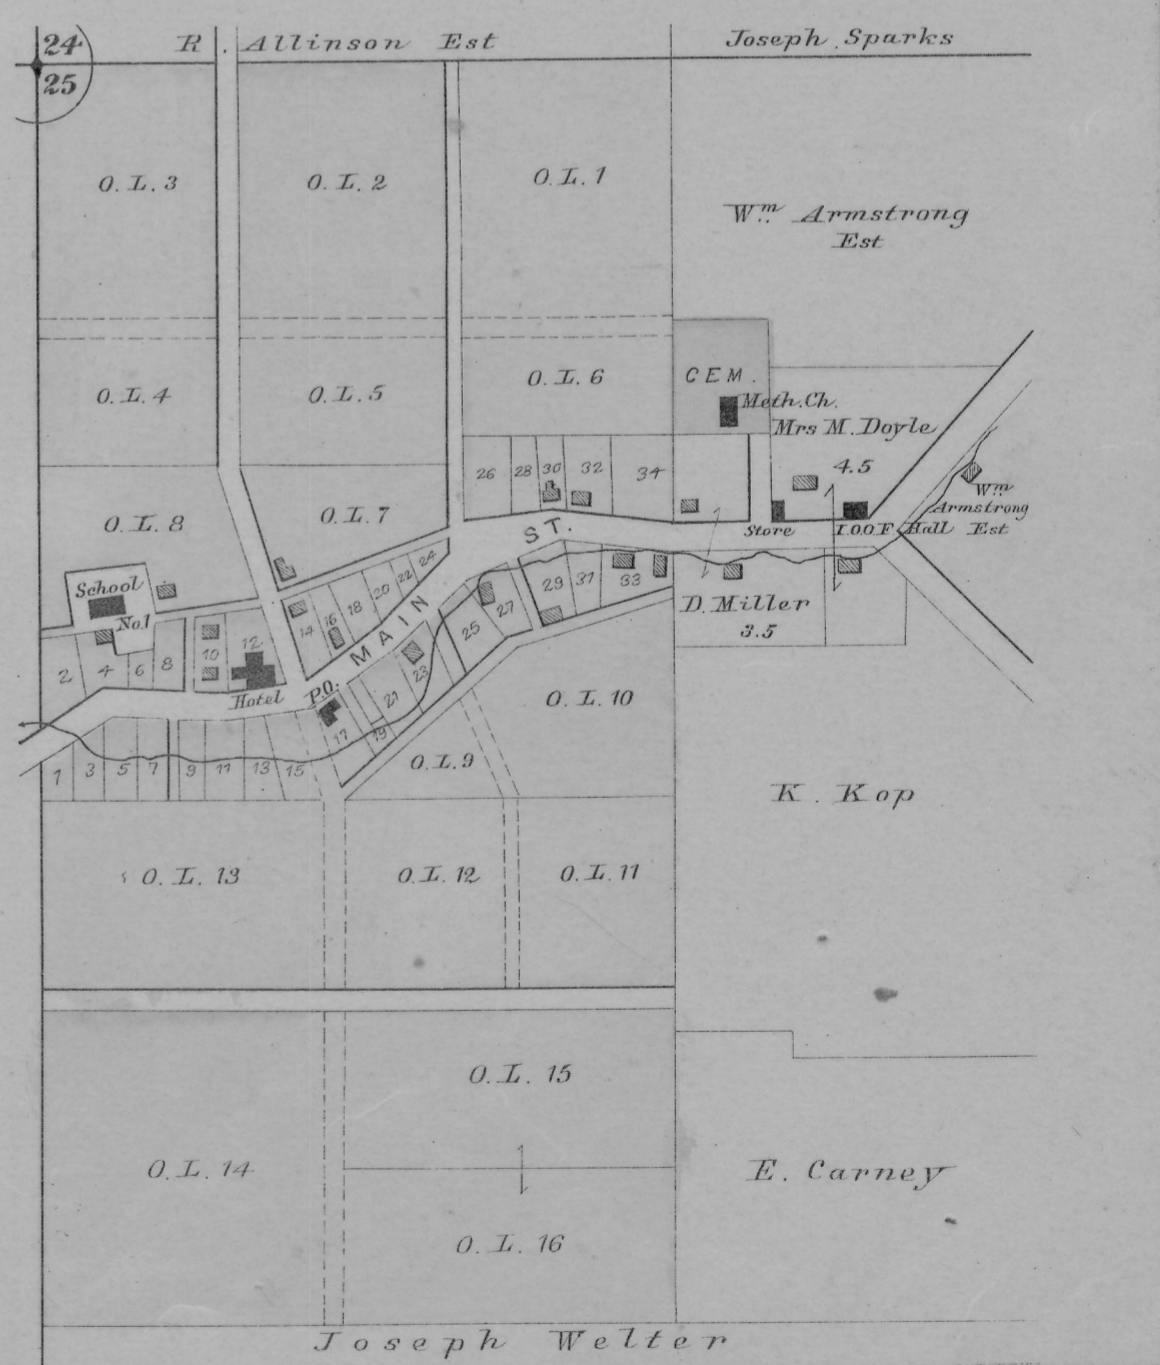 24
25
R. Allinson Est
Joseph Sparks
O.L.3
O.L.2
O.L.1
Wm Armstrong
Est
O.L.4
O.L.5
O.L.6
CEM.
Meth.Ch.
Mrs M. Doyle
4.5
26
28
30
32
34
O.L.8
O.L.7
ST.
Store
I.O.O.F. Hall
Wm
Armstrong
Est
School
No.1
14
16
18
20
22
24
MAIN
27
29
31
33
D. Miller
3.5
2
4
6
8
10
12
Hotel
P.O.
25
23
21
19
17
O.L.10
O.L.9
1
3
5
7
9
11
13
15
K. Kop
O.L.13
O.L.12
O.L.11
O.L.15
O.L.14
E. Carney
O.L.16
Joseph Welter